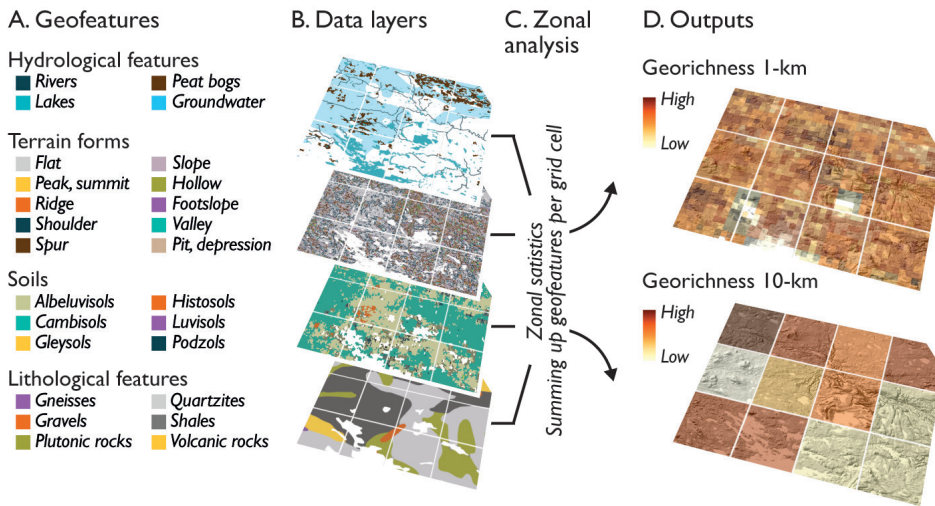 A. Geofeatures
Hydrological features
Rivers
Lakes
Peat bogs
Groundwater
Terrain forms
Flat
Peak, summit
Ridge
Shoulder
Spur
Slope
Hollow
Footslope
Valley
Pit, depression
Soils
Albeluvisols
Cambisols
Gleysols
Histosols
Luvisols
Podzols
Lithological features
Gneisses
Gravels
Plutonic rocks
Quartzites
Shales
Volcanic rocks
B. Data layers
C. Zonal
analysis
Zonal satistics
Summing up geofeatures per grid cell
D. Outputs
Georichness 1-km
High
Low
Georichness 10-km
High
Low